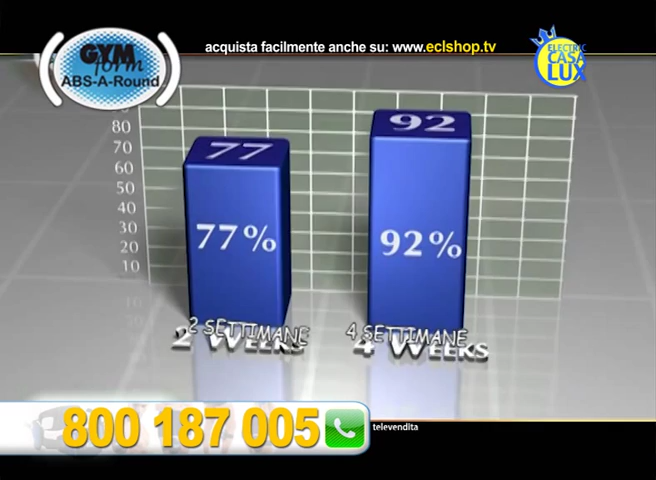 GYM
form
ABS-A-Round
acquista facilmente anche su: www.eclshop.tv
ELECTRIC
CASA
LUX
77
92
80
70
60
50
40
30
20
10
77%
92%
10
2 SETTIMANE
2 WEEKS
4 SETTIMANE
4 WEEKS
800 187 005
televendita